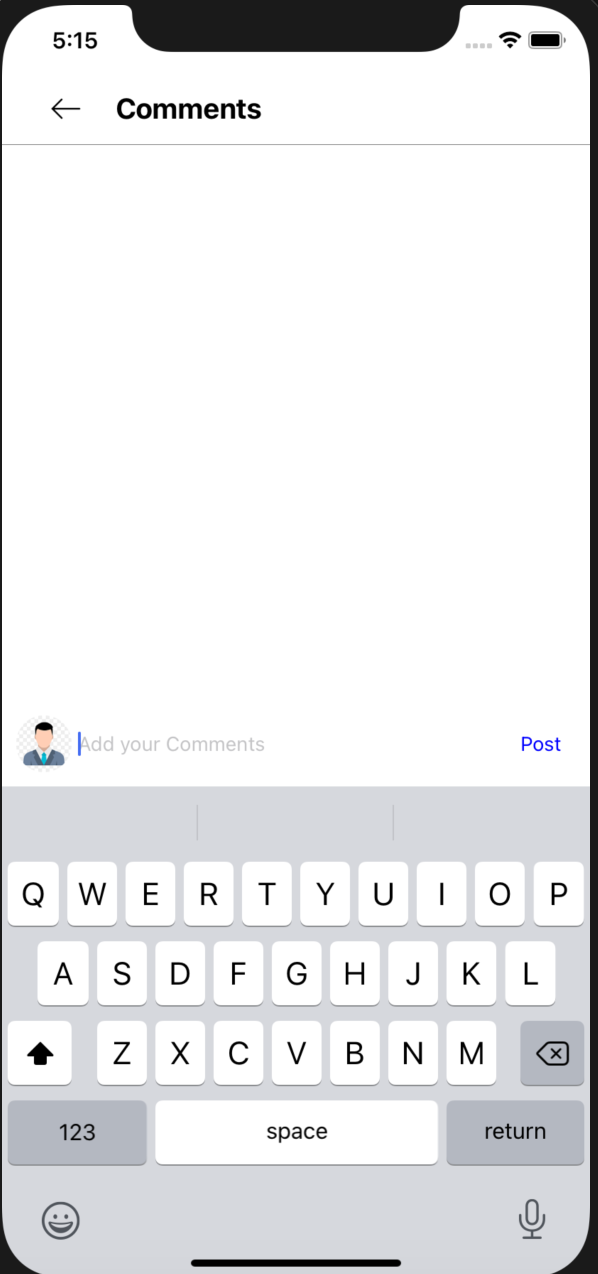 5:15
Comments
Add your Comments Post
Q W E R T Y U I O P
A S D F G H J K L
Z X C V B N M
123 space return